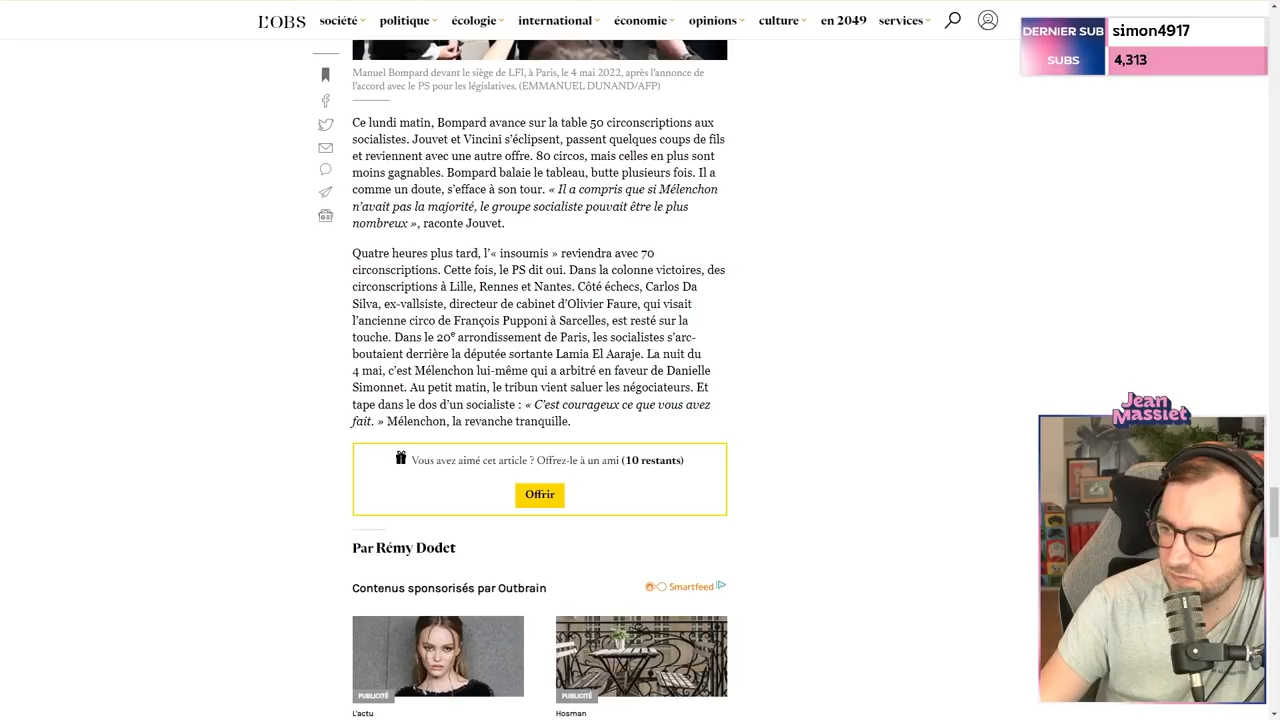 L'OBS société politique écologie international économie opinions culture en 2049 services
DERNIER SUB simon4917
SUBS 4,313
Manuel Bompard devant le siège de LFI, à Paris, le 4 mai 2022, après l'annonce de
l'accord avec le PS pour les législatives. (EMMANUEL DUNAND/AFP)
Ce lundi matin, Bompard avance sur la table 50 circonscriptions aux
socialistes. Jouvet et Vincini s'éclipsent, passent quelques coups de fils
et reviennent avec une autre offre. 80 circos, mais celles en plus sont
moins gagnables. Bompard balaie le tableau, butte plusieurs fois. Il a
comme un doute, s'efface à son tour. « Il a compris que si Mélenchon
n'avait pas la majorité, le groupe socialiste pouvait être le plus
nombreux », raconte Jouvet.
Quatre heures plus tard, l'« insoumis » reviendra avec 70
circonscriptions. Cette fois, le PS dit oui. Dans la colonne victoires, des
circonscriptions à Lille, Rennes et Nantes. Côté échecs, Carlos Da
Silva, ex-vallsiste, directeur de cabinet d'Olivier Faure, qui visait
l'ancienne circo de François Pupponi à Sarcelles, est resté sur la
touche. Dans le 20e arrondissement de Paris, les socialistes s'arc-
boutaient derrière la députée sortante Lamia El Aaraje. La nuit du
4 mai, c'est Mélenchon lui-même qui a arbitré en faveur de Danielle
Simonnet. Au petit matin, le tribun vient saluer les négociateurs. Et
tape dans le dos d'un socialiste : « C'est courageux ce que vous avez
fait. » Mélenchon, la revanche tranquille.
Vous avez aimé cet article ? Offrez-le à un ami (10 restants)
Offrir
Par Rémy Dodet
Contenus sponsorisés par Outbrain
Smartfeed
PUBLICITÉ
PUBLICITÉ
L'actu
Hosman
Jean
Massiet